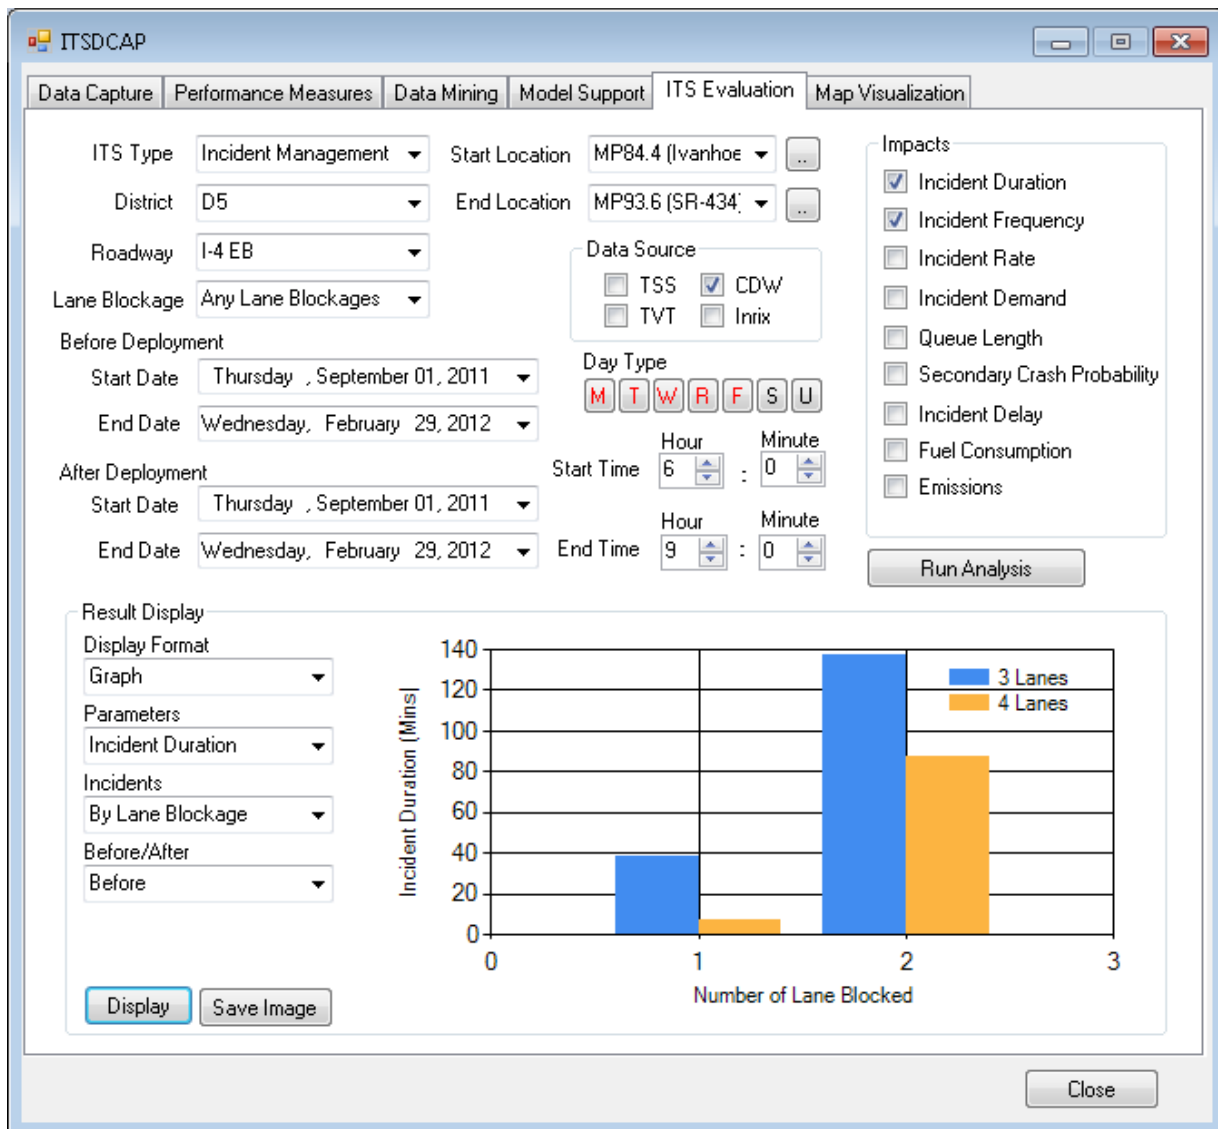 ITSDCAP
Data Capture Performance Measures Data Mining Model Support ITS Evaluation Map Visualization
ITS Type Incident Management Start Location MP84.4 (Ivanhoe ..
District D5 End Location MP93.6 (SR-434) ..
Roadway I-4 EB
Lane Blockage Any Lane Blockages
Data Source
TSS CDW
TVT Inrix
Before Deployment
Start Date Thursday , September 01, 2011
End Date Wednesday, February 29, 2012
After Deployment
Start Date Thursday , September 01, 2011
End Date Wednesday, February 29, 2012
Day Type
M T W R F S U
Hour Minute
Start Time 6 : 0
Hour Minute
End Time 9 : 0
Impacts
Incident Duration
Incident Frequency
Incident Rate
Incident Demand
Queue Length
Secondary Crash Probability
Incident Delay
Fuel Consumption
Emissions
Run Analysis
Result Display
Display Format
Graph
Parameters
Incident Duration
Incidents
By Lane Blockage
Before/After
Before
Display Save Image
Incident Duration (Mins)
140
120
100
80
60
40
20
0
0 1 2 3
Number of Lane Blocked
3 Lanes
4 Lanes
Close